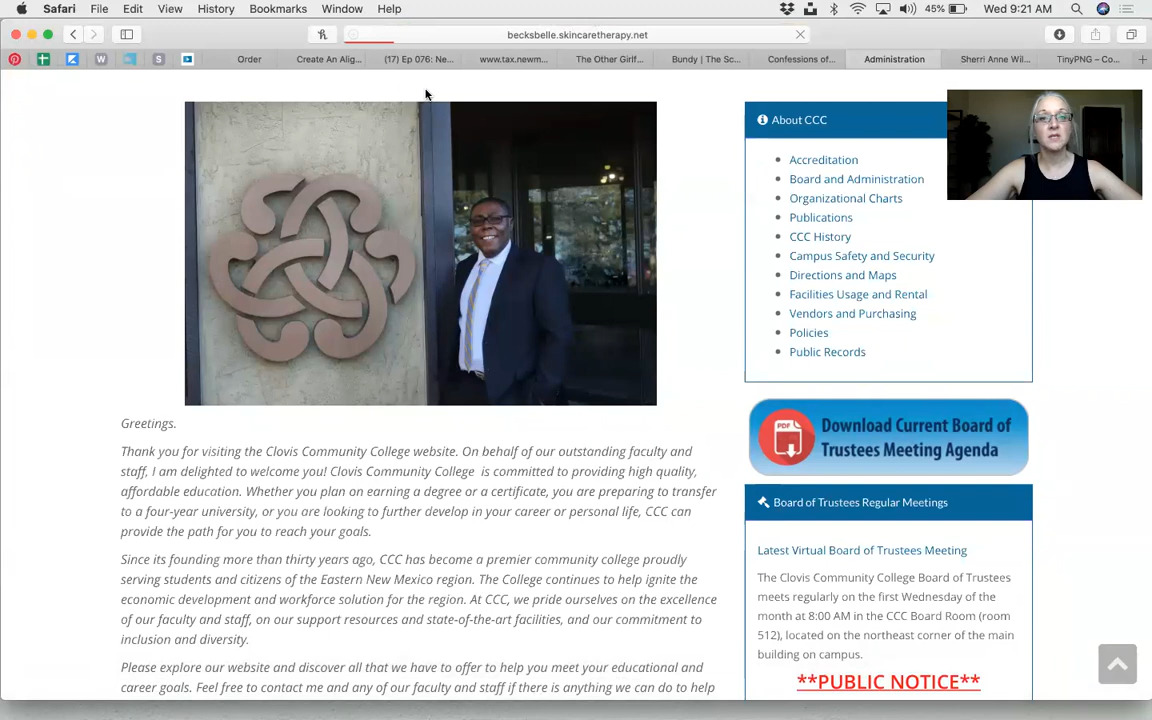 Safari File Edit View History Bookmarks Window Help 45% Wed 9:21 AM
becksbelle.skincaretherapy.net
W S Order Create An Alig... (17) Ep 076: Ne... www.tax.newm... The Other Girlf... Bundy | The Sc... Confessions of... Administration Sherri Anne Wil... TinyPNG – Co...
About CCC
Accreditation
Board and Administration
Organizational Charts
Publications
CCC History
Campus Safety and Security
Directions and Maps
Facilities Usage and Rental
Vendors and Purchasing
Policies
Public Records
PDF
Download Current Board of
Trustees Meeting Agenda
Board of Trustees Regular Meetings
Latest Virtual Board of Trustees Meeting
The Clovis Community College Board of Trustees
meets regularly on the first Wednesday of the
month at 8:00 AM in the CCC Board Room (room
512), located on the northeast corner of the main
building on campus.
**PUBLIC NOTICE**
Greetings.
Thank you for visiting the Clovis Community College website. On behalf of our outstanding faculty and
staff, I am delighted to welcome you! Clovis Community College is committed to providing high quality,
affordable education. Whether you plan on earning a degree or a certificate, you are preparing to transfer
to a four-year university, or you are looking to further develop in your career or personal life, CCC can
provide the path for you to reach your goals.
Since its founding more than thirty years ago, CCC has become a premier community college proudly
serving students and citizens of the Eastern New Mexico region. The College continues to help ignite the
economic development and workforce solution for the region. At CCC, we pride ourselves on the excellence
of our faculty and staff, on our support resources and state-of-the-art facilities, and our commitment to
inclusion and diversity.
Please explore our website and discover all that we have to offer to help you meet your educational and
career goals. Feel free to contact me and any of our faculty and staff if there is anything we can do to help